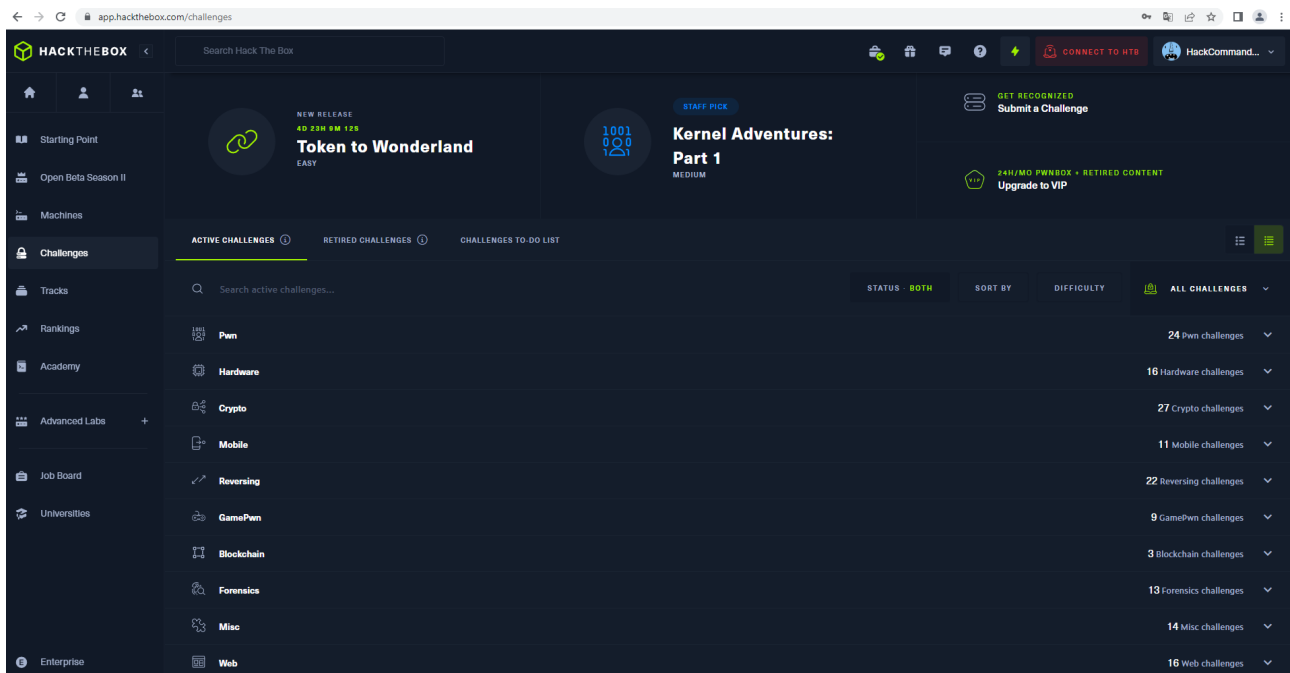 app.hackthebox.com/challenges
HACKTHEBOX
Search Hack The Box
CONNECT TO HTB
HackCommand...
Starting Point
Open Beta Season II
Machines
Challenges
Tracks
Rankings
Academy
Advanced Labs +
Job Board
Universities
Enterprise
NEW RELEASE
4D 23H 9M 12S
Token to Wonderland
EASY
STAFF PICK
Kernel Adventures:
Part 1
MEDIUM
GET RECOGNIZED
Submit a Challenge
VIP
24H/MO PWNBOX + RETIRED CONTENT
Upgrade to VIP
ACTIVE CHALLENGES RETIRED CHALLENGES CHALLENGES TO-DO LIST
Search active challenges...
STATUS · BOTH SORT BY DIFFICULTY ALL CHALLENGES
Pwn 24 Pwn challenges
Hardware 16 Hardware challenges
Crypto 27 Crypto challenges
Mobile 11 Mobile challenges
Reversing 22 Reversing challenges
GamePwn 9 GamePwn challenges
Blockchain 3 Blockchain challenges
Forensics 13 Forensics challenges
Misc 14 Misc challenges
Web 16 Web challenges